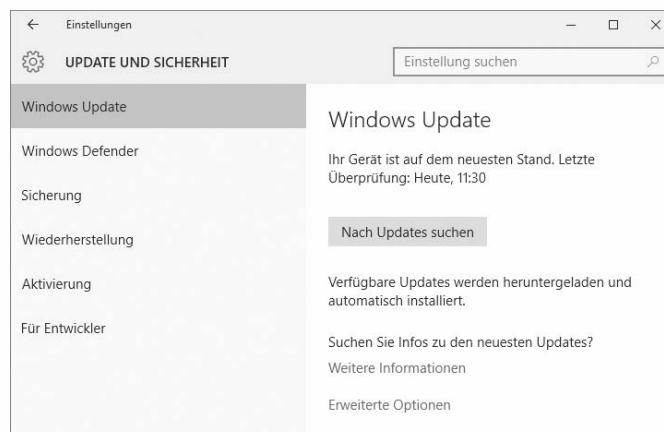 Einstellungen
UPDATE UND SICHERHEIT
Einstellung suchen
Windows Update
Windows Defender
Sicherung
Wiederherstellung
Aktivierung
Für Entwickler
Windows Update
Ihr Gerät ist auf dem neuesten Stand. Letzte
Überprüfung: Heute, 11:30
Nach Updates suchen
Verfügbare Updates werden heruntergeladen und
automatisch installiert.
Suchen Sie Infos zu den neuesten Updates?
Weitere Informationen
Erweiterte Optionen